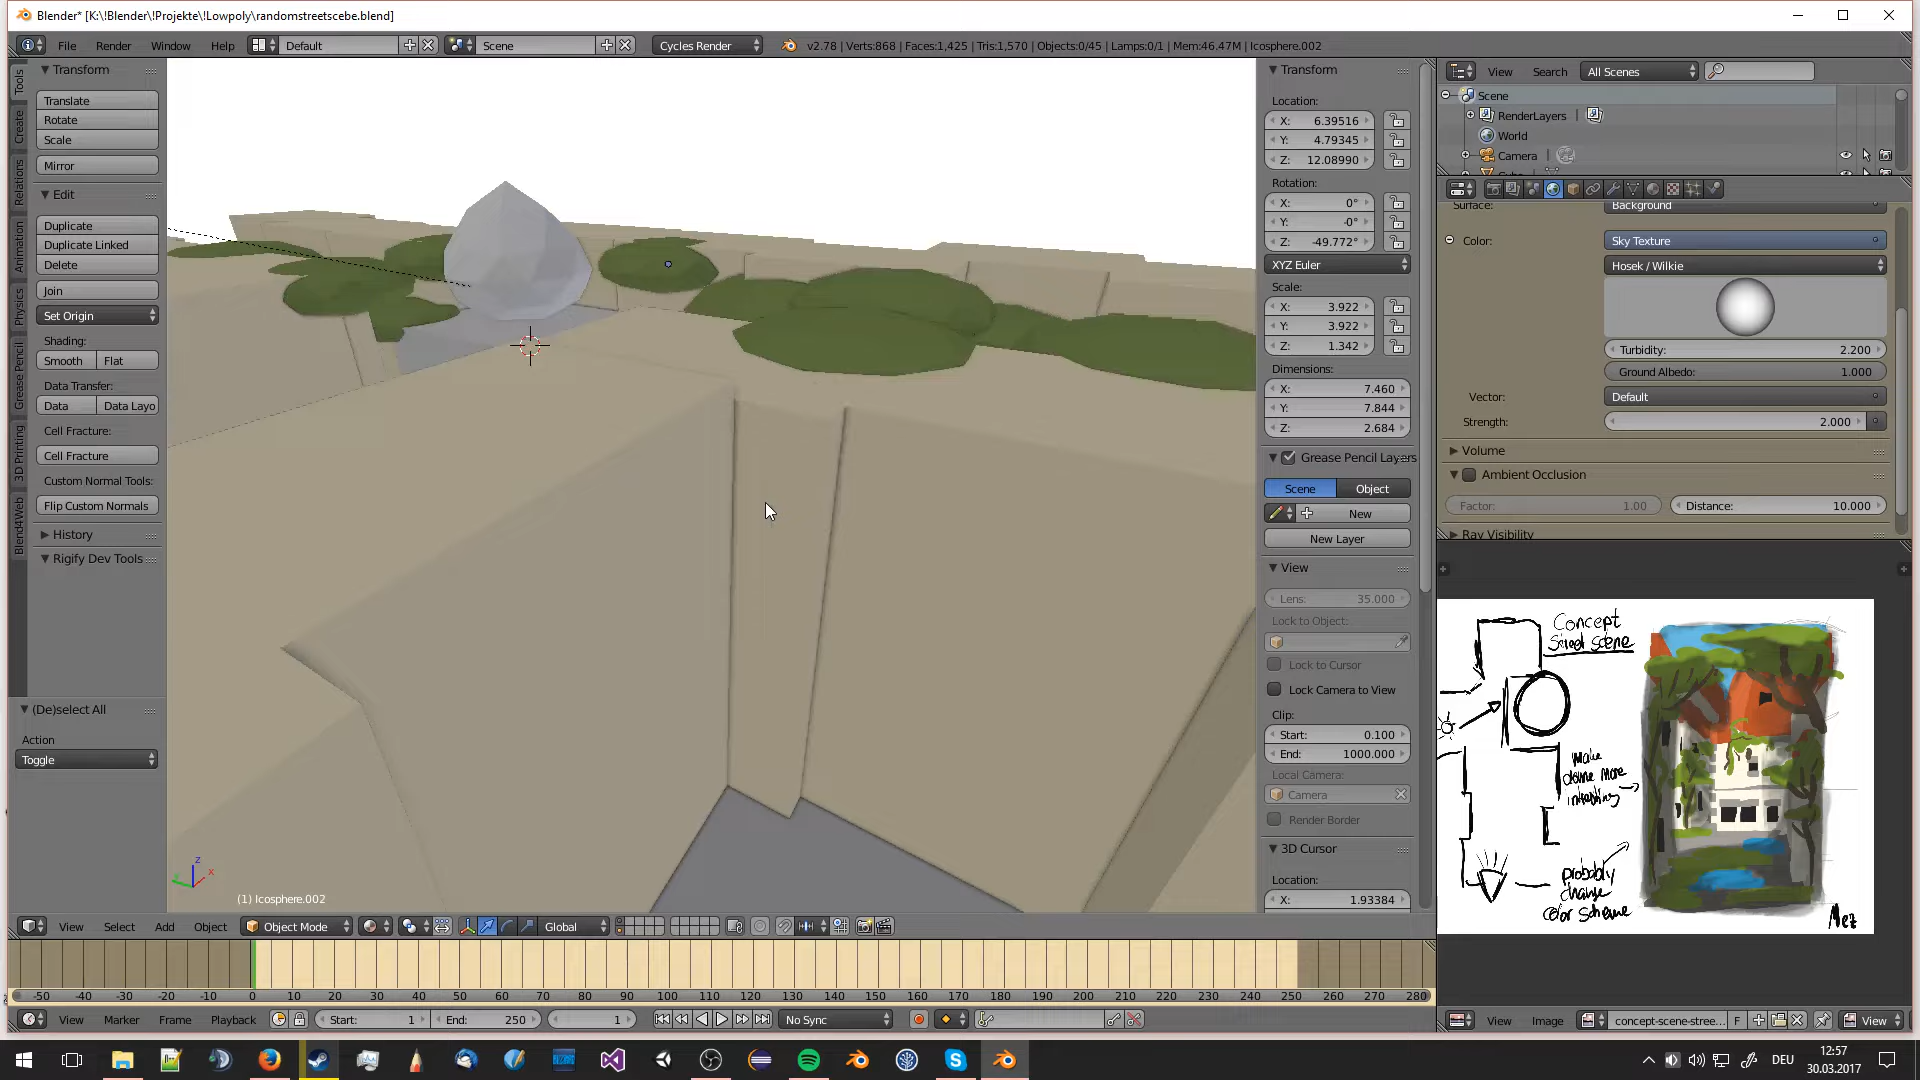 Blender* [K:\!Blender\!Projekte\!Lowpoly\randomstreetscebe.blend]
File Render Window Help Default Scene Cycles Render v2.78 | Verts:868 | Faces:1,425 | Tris:1,570 | Objects:0/45 | Lamps:0/1 | Mem:46.47M | Icosphere.002
Tools
Create
Relations
Animation
Physics
Grease Pencil
3D Printing
Blend4Web
Transform
Translate
Rotate
Scale
Mirror
Edit
Duplicate
Duplicate Linked
Delete
Join
Set Origin
Shading:
Smooth Flat
Data Transfer:
Data Data Layo
Cell Fracture:
Cell Fracture
Custom Normal Tools:
Flip Custom Normals
History
Rigify Dev Tools
(De)select All
Action
Toggle
z
x
y
(1) Icosphere.002
Transform
Location:
X: 6.39516
Y: 4.79345
Z: 12.08990
Rotation:
X: 0°
Y: -0°
Z: -49.772°
XYZ Euler
Scale:
X: 3.922
Y: 3.922
Z: 1.342
Dimensions:
X: 7.460
Y: 7.844
Z: 2.684
Grease Pencil Layers
Scene Object
New
New Layer
View
Lens: 35.000
Lock to Object:
Lock to Cursor
Lock Camera to View
Clip:
Start: 0.100
End: 1000.000
Local Camera:
Camera
Render Border
3D Cursor
Location:
X: 1.93384
View Search All Scenes
Scene
RenderLayers
World
Camera
Surface: Background
Color: Sky Texture
Hosek / Wilkie
Turbidity: 2.200
Ground Albedo: 1.000
Vector: Default
Strength: 2.000
Volume
Ambient Occlusion
Factor: 1.00 Distance: 10.000
Ray Visibility
Concept
Street Scene
make
dome more
interesting
probably
change
color scheme
Mez
View Image concept-scene-stree... F View
View Select Add Object Object Mode Global
-50 -40 -30 -20 -10 0 10 20 30 40 50 60 70 80 90 100 110 120 130 140 150 160 170 180 190 200 210 220 230 240 250 260 270 280
View Marker Frame Playback Start: 1 End: 250 1 No Sync
DEU
12:57
30.03.2017